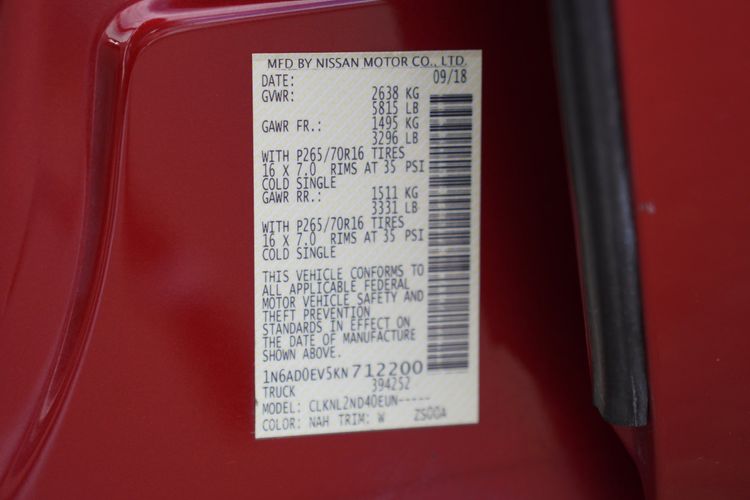 MFD BY NISSAN MOTOR CO., LTD.
DATE: 09/18
GVWR: 2638 KG
5815 LB
GAWR FR.: 1495 KG
3296 LB
WITH P265/70R16 TIRES
16 X 7.0 RIMS AT 35 PSI
COLD SINGLE
GAWR RR.: 1511 KG
3331 LB
WITH P265/70R16 TIRES
16 X 7.0 RIMS AT 35 PSI
COLD SINGLE
THIS VEHICLE CONFORMS TO
ALL APPLICABLE FEDERAL
MOTOR VEHICLE SAFETY AND
THEFT PREVENTION
STANDARDS IN EFFECT ON
THE DATE OF MANUFACTURE
SHOWN ABOVE.
1N6AD0EV5KN712200
TRUCK 394252
MODEL: CLKNL2ND40EUN-----
COLOR: NAH TRIM: W ZS00A